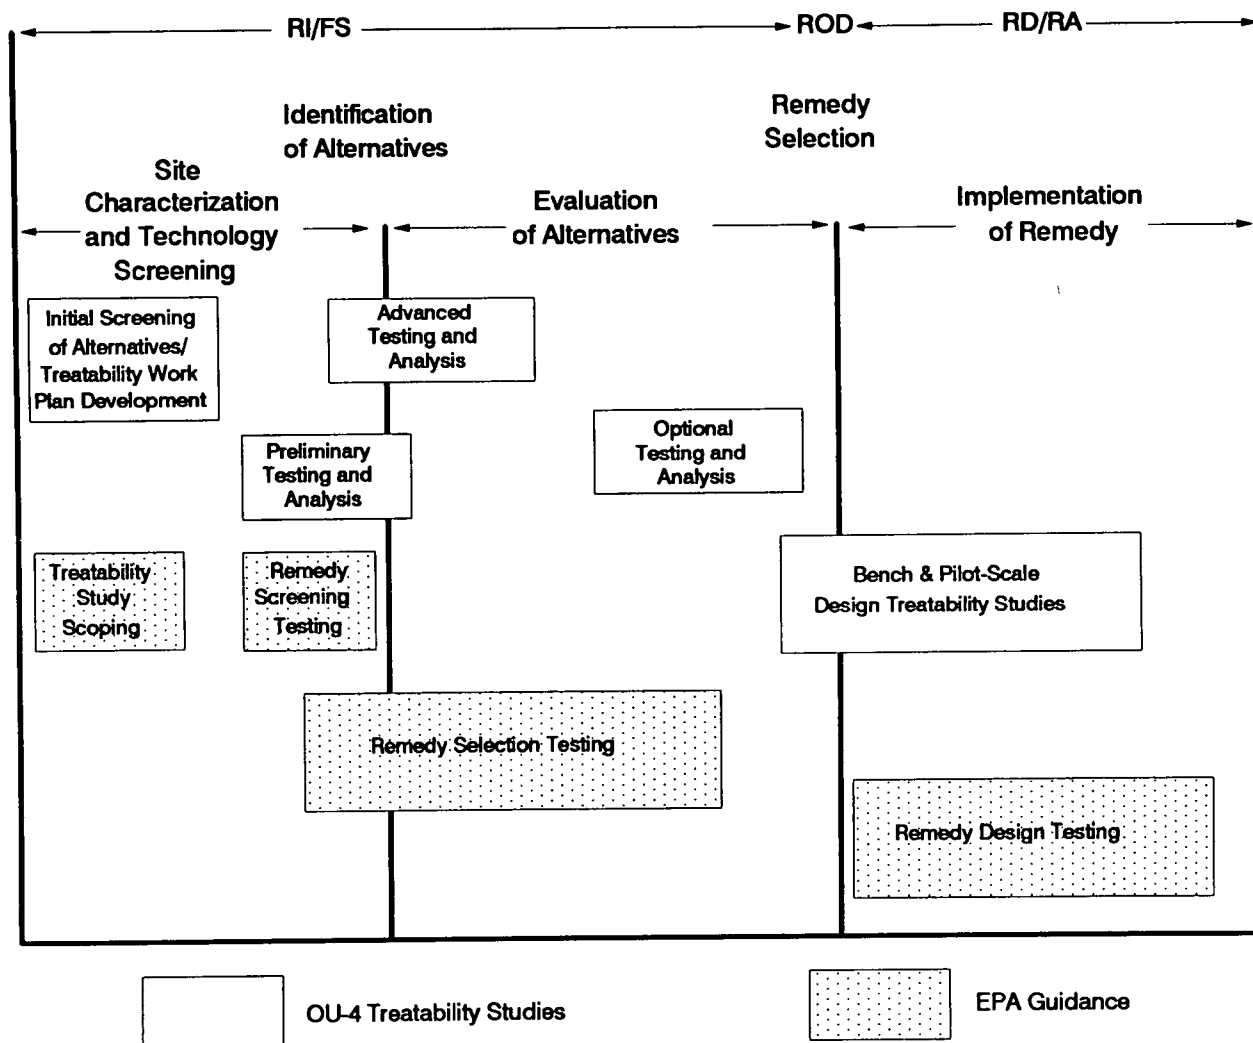 RI/FS
ROD
RD/RA
Identification
of Alternatives
Remedy
Selection
Site
Characterization
and Technology
Screening
Evaluation
of Alternatives
Implementation
of Remedy
Initial Screening
of Alternatives/
Treatability Work
Plan Development
Advanced
Testing and
Analysis
Preliminary
Testing and
Analysis
Optional
Testing and
Analysis
Treatability
Study
Scoping
Remedy
Screening
Testing
Bench & Pilot-Scale
Design Treatability Studies
Remedy Selection Testing
Remedy Design Testing
OU-4 Treatability Studies
EPA Guidance